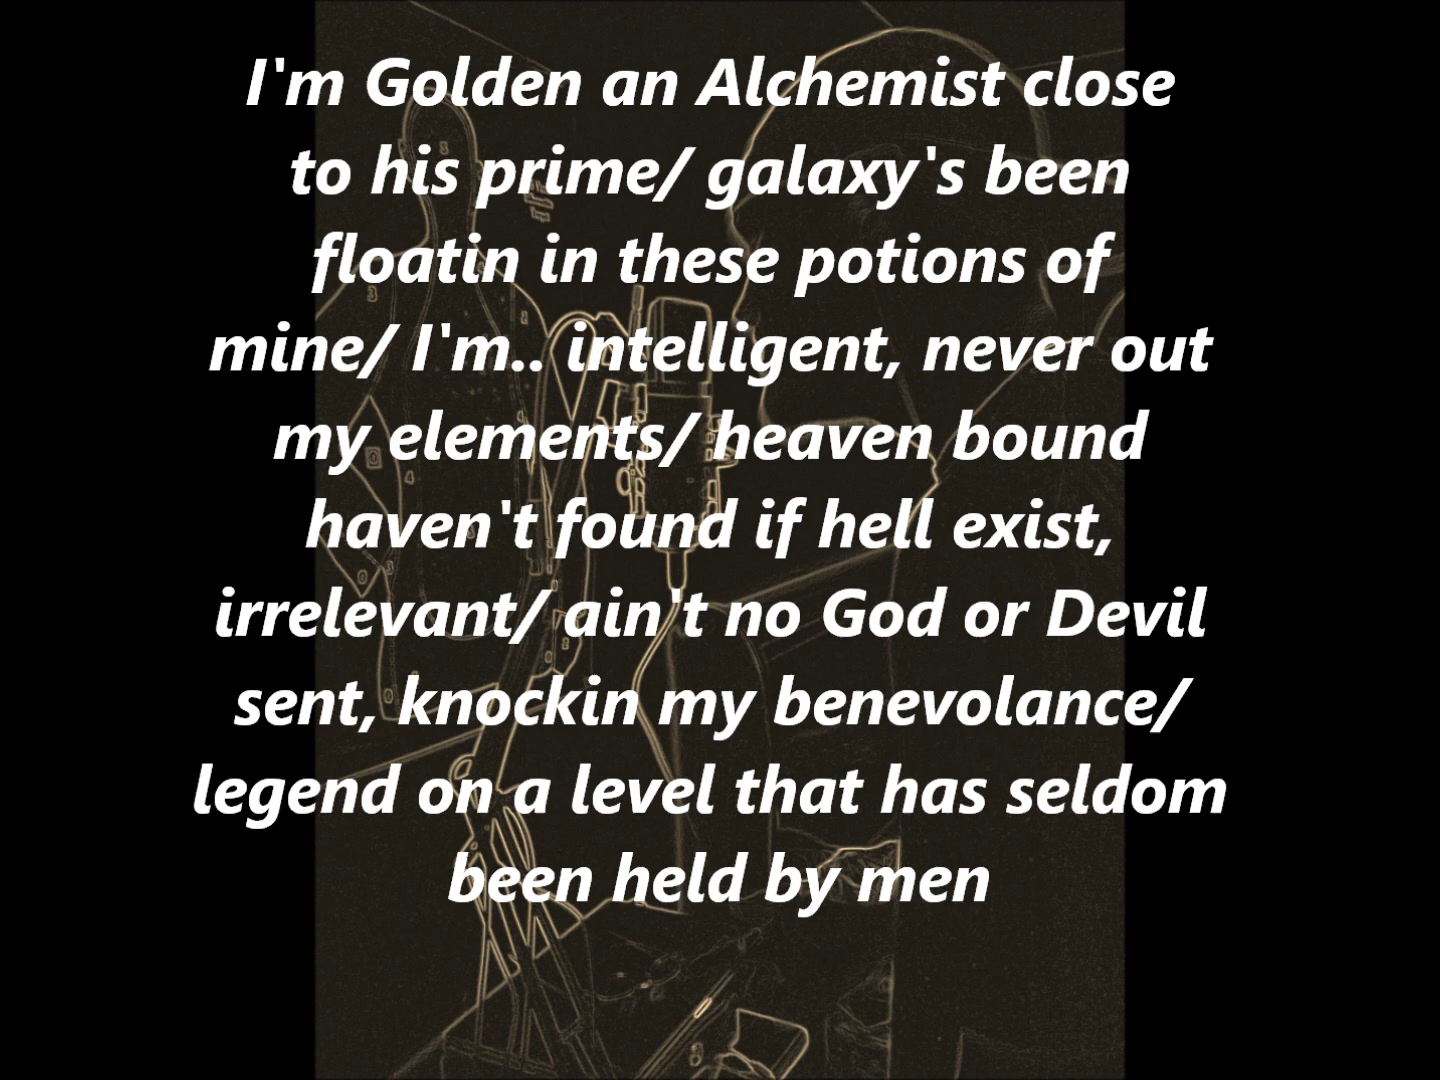 I'm Golden an Alchemist close
to his prime/ galaxy's been
floatin in these potions of
mine/ I'm.. intelligent, never out
my elements/ heaven bound
haven't found if hell exist,
irrelevant/ ain't no God or Devil
sent, knockin my benevolance/
legend on a level that has seldom
been held by men